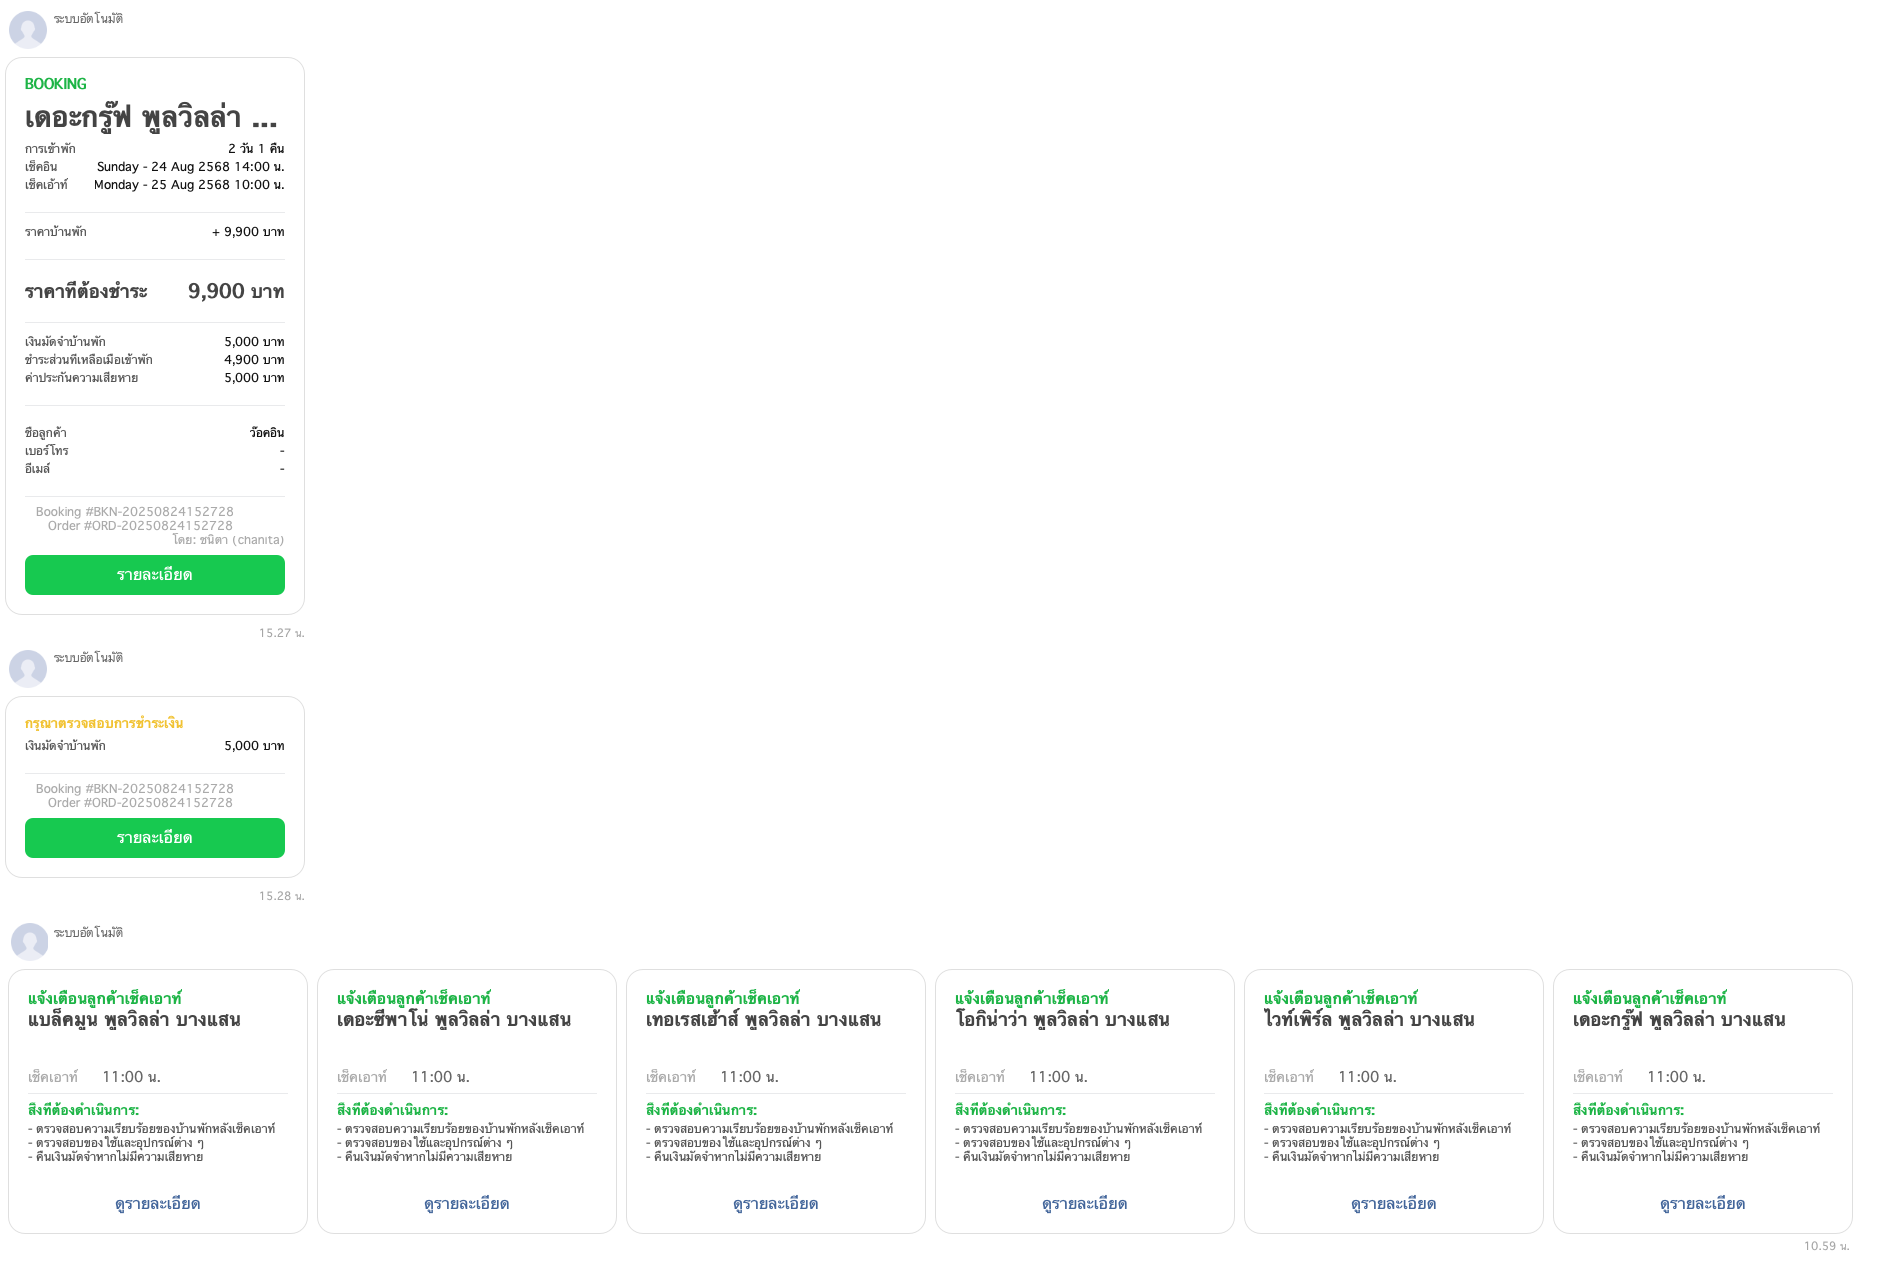 ระบบอัตโนมัติ
BOOKING
เดอะกรู๊ฟ พูลวิลล่า ...
การเข้าพัก 2 วัน 1 คืน
เช็คอิน Sunday - 24 Aug 2568 14:00 น.
เช็คเอ้าท์ Monday - 25 Aug 2568 10:00 น.
ราคาบ้านพัก + 9,900 บาท
ราคาที่ต้องชำระ 9,900 บาท
เงินมัดจำบ้านพัก 5,000 บาท
ชำระส่วนที่เหลือเมื่อเข้าพัก 4,900 บาท
ค่าประกันความเสียหาย 5,000 บาท
ชื่อลูกค้า ว๊อคอิน
เบอร์โทร -
อีเมล์ -
Booking #BKN-20250824152728
Order #ORD-20250824152728
โดย: ชนิตา (chanita)
รายละเอียด
15.27 น.
ระบบอัตโนมัติ
กรุณาตรวจสอบการชำระเงิน
เงินมัดจำบ้านพัก 5,000 บาท
Booking #BKN-20250824152728
Order #ORD-20250824152728
รายละเอียด
15.28 น.
ระบบอัตโนมัติ
แจ้งเตือนลูกค้าเช็คเอาท์
แบล็คมูน พูลวิลล่า บางแสน
เช็คเอาท์ 11:00 น.
สิ่งที่ต้องดำเนินการ:
- ตรวจสอบความเรียบร้อยของบ้านพักหลังเช็คเอาท์
- ตรวจสอบของใช้และอุปกรณ์ต่าง ๆ
- คืนเงินมัดจำหากไม่มีความเสียหาย
ดูรายละเอียด
แจ้งเตือนลูกค้าเช็คเอาท์
เดอะซีพาโน่ พูลวิลล่า บางแสน
เช็คเอาท์ 11:00 น.
สิ่งที่ต้องดำเนินการ:
- ตรวจสอบความเรียบร้อยของบ้านพักหลังเช็คเอาท์
- ตรวจสอบของใช้และอุปกรณ์ต่าง ๆ
- คืนเงินมัดจำหากไม่มีความเสียหาย
ดูรายละเอียด
แจ้งเตือนลูกค้าเช็คเอาท์
เทอเรสเฮ้าส์ พูลวิลล่า บางแสน
เช็คเอาท์ 11:00 น.
สิ่งที่ต้องดำเนินการ:
- ตรวจสอบความเรียบร้อยของบ้านพักหลังเช็คเอาท์
- ตรวจสอบของใช้และอุปกรณ์ต่าง ๆ
- คืนเงินมัดจำหากไม่มีความเสียหาย
ดูรายละเอียด
แจ้งเตือนลูกค้าเช็คเอาท์
โอกิน่าว่า พูลวิลล่า บางแสน
เช็คเอาท์ 11:00 น.
สิ่งที่ต้องดำเนินการ:
- ตรวจสอบความเรียบร้อยของบ้านพักหลังเช็คเอาท์
- ตรวจสอบของใช้และอุปกรณ์ต่าง ๆ
- คืนเงินมัดจำหากไม่มีความเสียหาย
ดูรายละเอียด
แจ้งเตือนลูกค้าเช็คเอาท์
ไวท์เพิร์ล พูลวิลล่า บางแสน
เช็คเอาท์ 11:00 น.
สิ่งที่ต้องดำเนินการ:
- ตรวจสอบความเรียบร้อยของบ้านพักหลังเช็คเอาท์
- ตรวจสอบของใช้และอุปกรณ์ต่าง ๆ
- คืนเงินมัดจำหากไม่มีความเสียหาย
ดูรายละเอียด
แจ้งเตือนลูกค้าเช็คเอาท์
เดอะกรู๊ฟ พูลวิลล่า บางแสน
เช็คเอาท์ 11:00 น.
สิ่งที่ต้องดำเนินการ:
- ตรวจสอบความเรียบร้อยของบ้านพักหลังเช็คเอาท์
- ตรวจสอบของใช้และอุปกรณ์ต่าง ๆ
- คืนเงินมัดจำหากไม่มีความเสียหาย
ดูรายละเอียด
10.59 น.